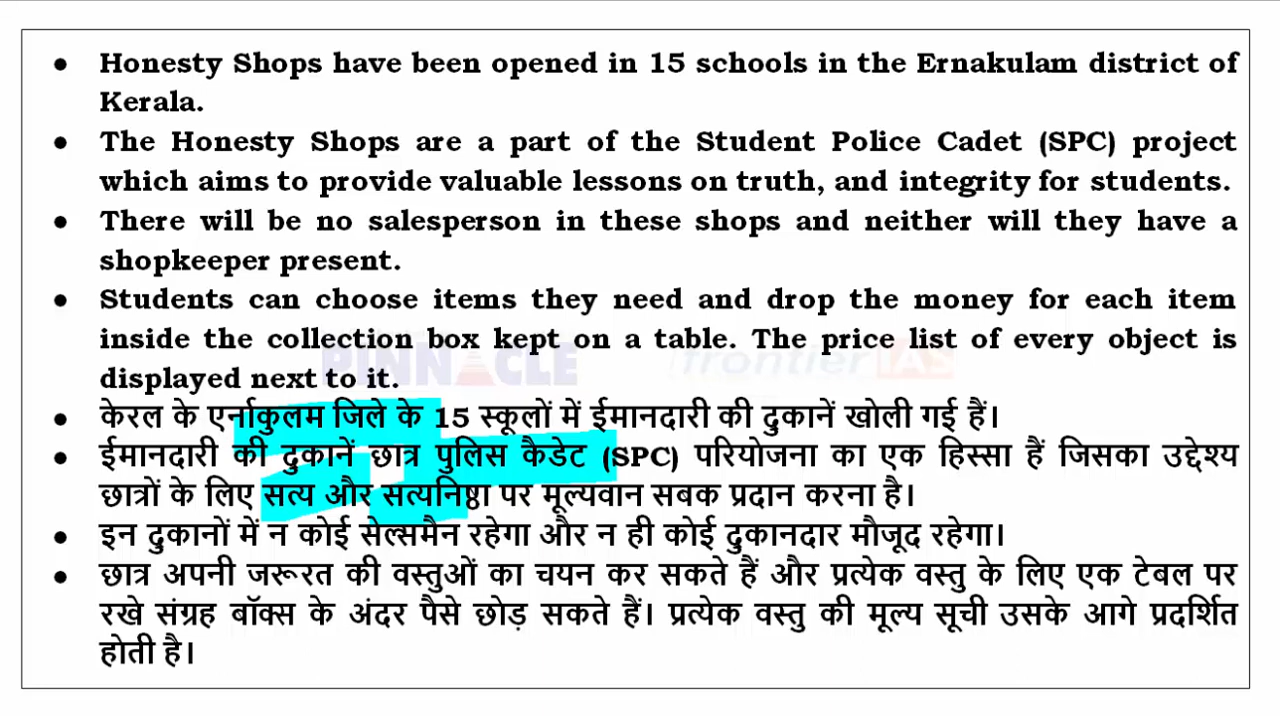 ● Honesty Shops have been opened in 15 schools in the Ernakulam district of
Kerala.
● The Honesty Shops are a part of the Student Police Cadet (SPC) project
which aims to provide valuable lessons on truth, and integrity for students.
● There will be no salesperson in these shops and neither will they have a
shopkeeper present.
● Students can choose items they need and drop the money for each item
inside the collection box kept on a table. The price list of every object is
PINNACLE frontier IAS
displayed next to it.
● केरल के एर्नाकुलम जिले के 15 स्कूलों में ईमानदारी की दुकानें खोली गई हैं।
● ईमानदारी की दुकानें छात्र पुलिस कैडेट (SPC) परियोजना का एक हिस्सा हैं जिसका उद्देश्य
छात्रों के लिए सत्य और सत्यनिष्ठा पर मूल्यवान सबक प्रदान करना है।
● इन दुकानों में न कोई सेल्समैन रहेगा और न ही कोई दुकानदार मौजूद रहेगा।
● छात्र अपनी जरूरत की वस्तुओं का चयन कर सकते हैं और प्रत्येक वस्तु के लिए एक टेबल पर
रखे संग्रह बॉक्स के अंदर पैसे छोड़ सकते हैं। प्रत्येक वस्तु की मूल्य सूची उसके आगे प्रदर्शित
होती है।